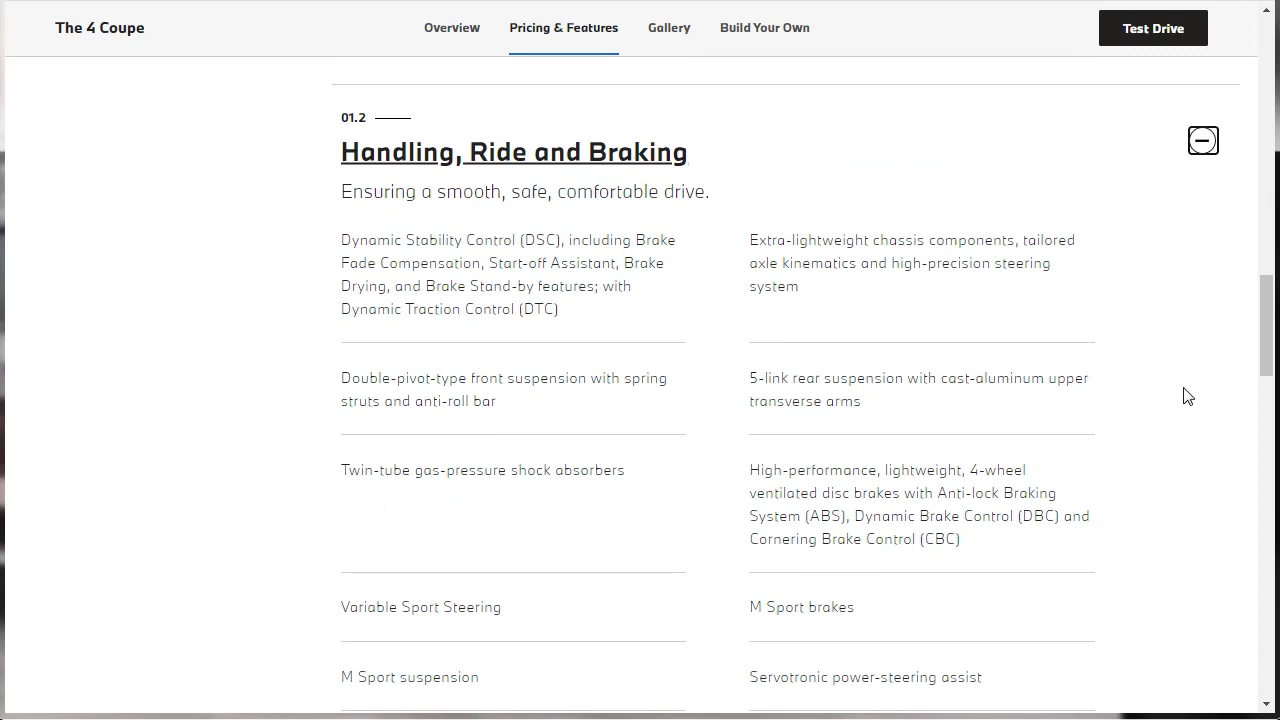 The 4 Coupe
Overview
Pricing & Features
Gallery
Build Your Own
Test Drive
01.2
Handling, Ride and Braking
Ensuring a smooth, safe, comfortable drive.
Dynamic Stability Control (DSC), including Brake
Fade Compensation, Start-off Assistant, Brake
Drying, and Brake Stand-by features; with
Dynamic Traction Control (DTC)
Extra-lightweight chassis components, tailored
axle kinematics and high-precision steering
system
Double-pivot-type front suspension with spring
struts and anti-roll bar
5-link rear suspension with cast-aluminum upper
transverse arms
Twin-tube gas-pressure shock absorbers
High-performance, lightweight, 4-wheel
ventilated disc brakes with Anti-lock Braking
System (ABS), Dynamic Brake Control (DBC) and
Cornering Brake Control (CBC)
Variable Sport Steering
M Sport brakes
M Sport suspension
Servotronic power-steering assist